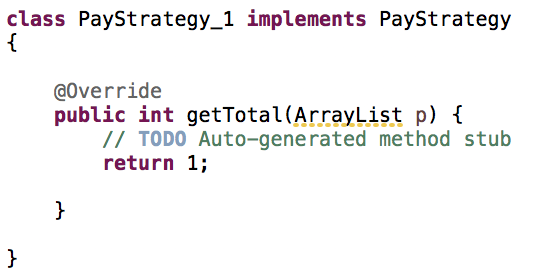 class PayStrategy_1 implements PayStrategy
{
@Override
public int getTotal(ArrayList p) {
// TODO Auto-generated method stub
return 1;
}
}